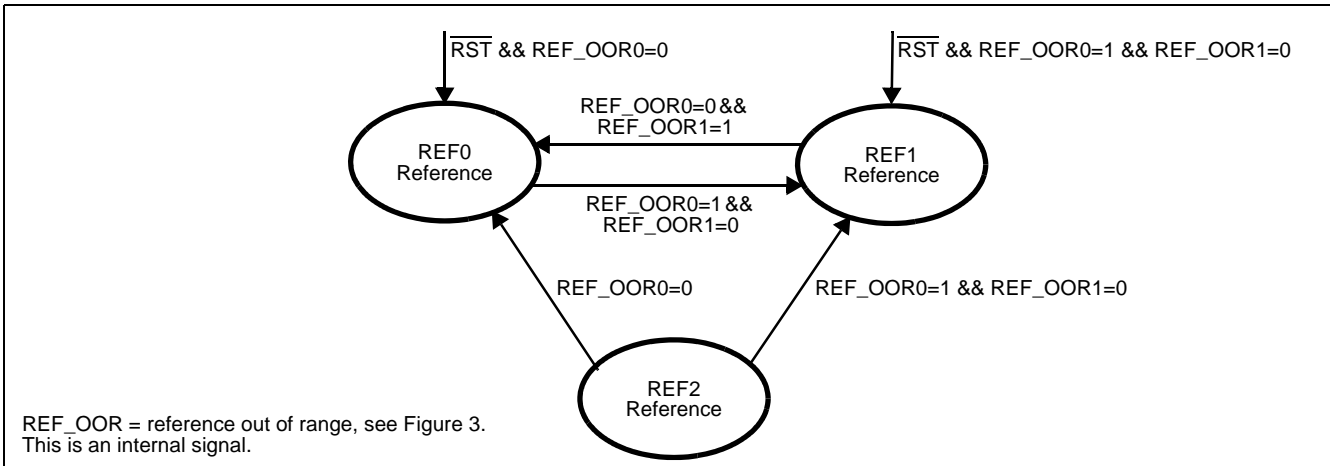 R̅S̅T̅ && REF_OOR0=0
R̅S̅T̅ && REF_OOR0=1 && REF_OOR1=0
REF_OOR0=0 &&
REF_OOR1=1
REF0
Reference
REF1
Reference
REF_OOR0=1 &&
REF_OOR1=0
REF_OOR0=0
REF_OOR0=1 && REF_OOR1=0
REF2
Reference
REF_OOR = reference out of range, see Figure 3.
This is an internal signal.